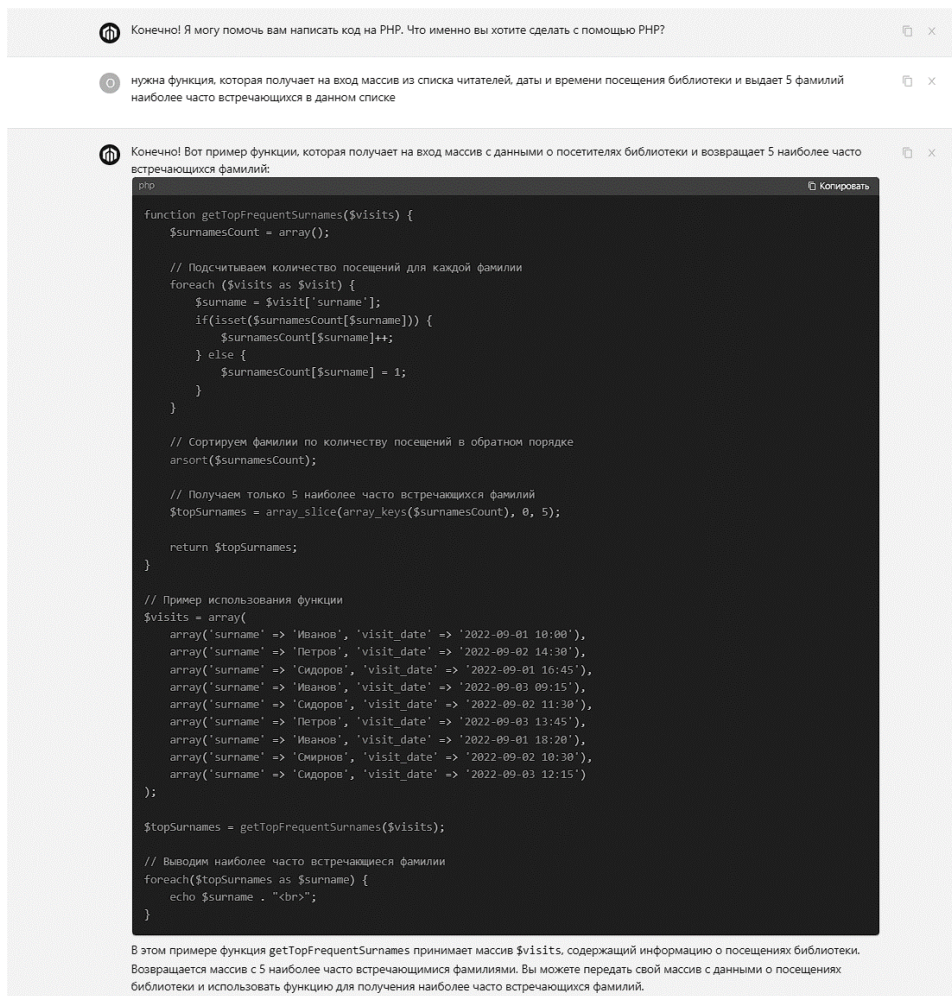 Конечно! Я могу помочь вам написать код на PHP. Что именно вы хотите сделать с помощью PHP?
О
нужна функция, которая получает на вход массив из списка читателей, даты и времени посещения библиотеки и выдает 5 фамилий
наиболее часто встречающихся в данном списке
Конечно! Вот пример функции, которая получает на вход массив с данными о посетителях библиотеки и возвращает 5 наиболее часто
встречающихся фамилий:
php
Копировать
function getTopFrequentSurnames($visits) {
    $surnamesCount = array();
    // Подсчитываем количество посещений для каждой фамилии
    foreach ($visits as $visit) {
        $surname = $visit['surname'];
        if(isset($surnamesCount[$surname])) {
            $surnamesCount[$surname]++;
        } else {
            $surnamesCount[$surname] = 1;
        }
    }
    // Сортируем фамилии по количеству посещений в обратном порядке
    arsort($surnamesCount);
    // Получаем только 5 наиболее часто встречающихся фамилий
    $topSurnames = array_slice(array_keys($surnamesCount), 0, 5);
    return $topSurnames;
}
// Пример использования функции
$visits = array(
    array('surname' => 'Иванов', 'visit_date' => '2022-09-01 10:00'),
    array('surname' => 'Петров', 'visit_date' => '2022-09-02 14:30'),
    array('surname' => 'Сидоров', 'visit_date' => '2022-09-01 16:45'),
    array('surname' => 'Иванов', 'visit_date' => '2022-09-03 09:15'),
    array('surname' => 'Сидоров', 'visit_date' => '2022-09-02 11:30'),
    array('surname' => 'Петров', 'visit_date' => '2022-09-03 13:45'),
    array('surname' => 'Иванов', 'visit_date' => '2022-09-01 18:20'),
    array('surname' => 'Смирнов', 'visit_date' => '2022-09-02 10:30'),
    array('surname' => 'Сидоров', 'visit_date' => '2022-09-03 12:15')
);
$topSurnames = getTopFrequentSurnames($visits);
// Выводим наиболее часто встречающиеся фамилии
foreach($topSurnames as $surname) {
    echo $surname . "<br>";
}
В этом примере функция getTopFrequentSurnames принимает массив $visits, содержащий информацию о посещениях библиотеки.
Возвращается массив с 5 наиболее часто встречающимися фамилиями. Вы можете передать свой массив с данными о посещениях
библиотеки и использовать функцию для получения наиболее часто встречающихся фамилий.